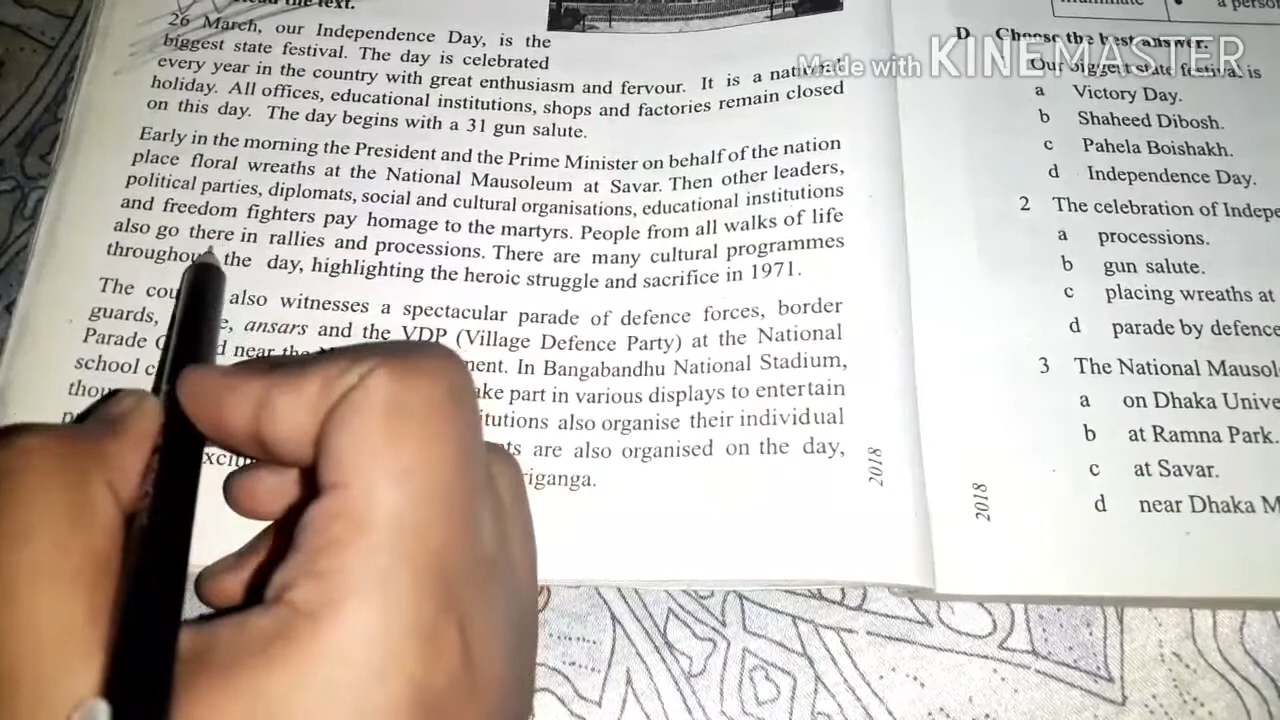 the text.
26 March, our Independence Day, is the
biggest state festival. The day is celebrated
every year in the country with great enthusiasm and fervour. It is a national
holiday. All offices, educational institutions, shops and factories remain closed
on this day. The day begins with a 31 gun salute.
Early in the morning the President and the Prime Minister on behalf of the nation
place floral wreaths at the National Mausoleum at Savar. Then other leaders,
political parties, diplomats, social and cultural organisations, educational institutions
and freedom fighters pay homage to the martyrs. People from all walks of life
also go there in rallies and processions. There are many cultural programmes
throughout the day, highlighting the heroic struggle and sacrifice in 1971.
The also witnesses a spectacular parade of defence forces, border
guards, ansars and the VDP (Village Defence Party) at the National
Parade near the In Bangabandhu National Stadium,
school part in various displays to entertain
also organise their individual
are also organised on the day,
2018
a perso
D Choose the best answer.
Our biggest state festival is
a Victory Day.
b Shaheed Dibosh.
c Pahela Boishakh.
d Independence Day.
2 The celebration of Indepe
a processions.
b gun salute.
c placing wreaths at
d parade by defence
3 The National Mausol
a on Dhaka Unive
b at Ramna Park.
c at Savar.
d near Dhaka M
2018
Made with KINEMASTER